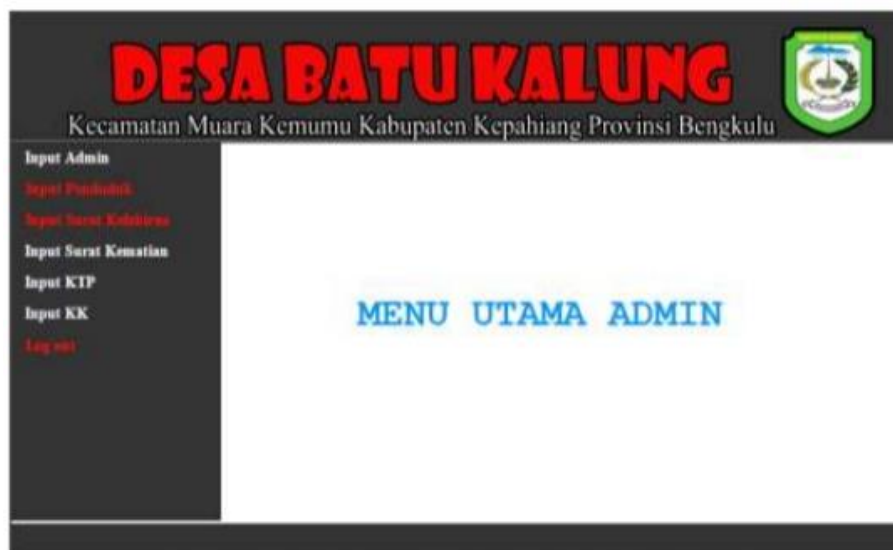 DESA BATU KALUNG
Kecamatan Muara Kemumu Kabupaten Kepahiang Provinsi Bengkulu
Input Admin
Input Penduduk
Input Surat Kelahiran
Input Surat Kematian
Input KTP
Input KK
Log out
MENU UTAMA ADMIN